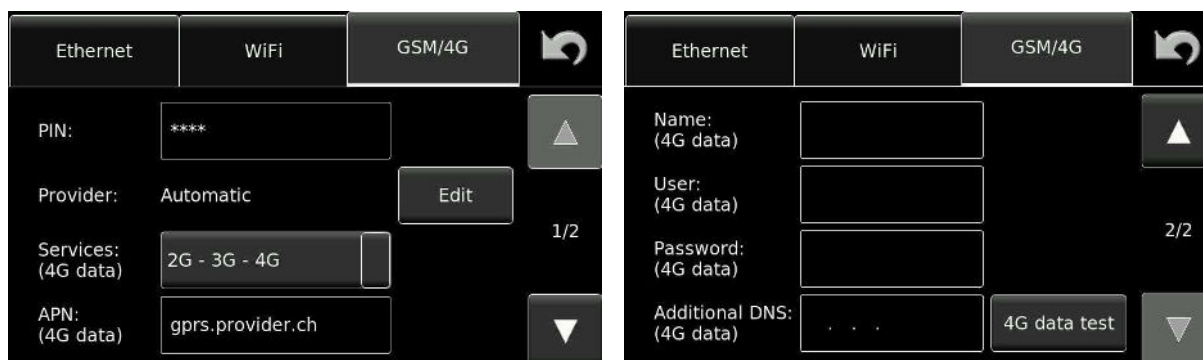 Ethernet WiFi GSM/4G
PIN: ****
Provider: Automatic Edit
Services:
(4G data) 2G - 3G - 4G
1/2
APN:
(4G data) gprs.provider.ch
Ethernet WiFi GSM/4G
Name:
(4G data)
User:
(4G data)
2/2
Password:
(4G data)
Additional DNS:
(4G data) . . . 4G data test